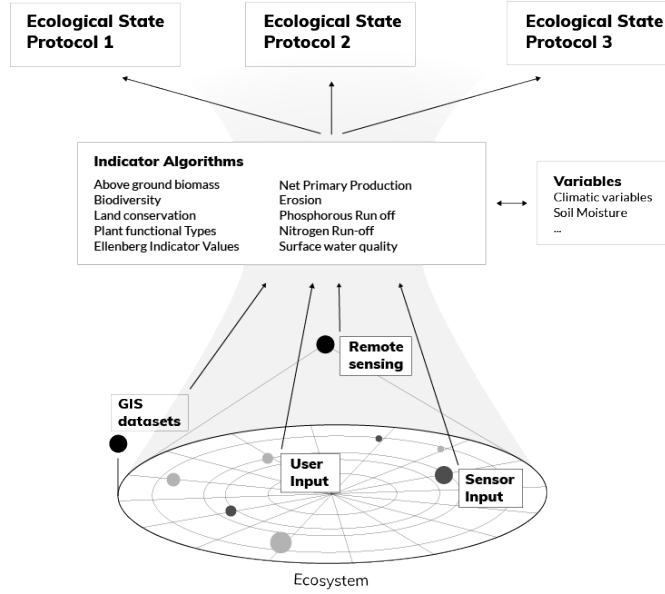 Ecological State
Protocol 1
Ecological State
Protocol 2
Ecological State
Protocol 3
Indicator Algorithms
Above ground biomass
Biodiversity
Land conservation
Plant functional Types
Ellenberg Indicator Values
Net Primary Production
Erosion
Phosphorous Run off
Nitrogen Run-off
Surface water quality
Variables
Climatic variables
Soil Moisture
...
Remote
sensing
GIS
datasets
User
Input
Sensor
Input
Ecosystem